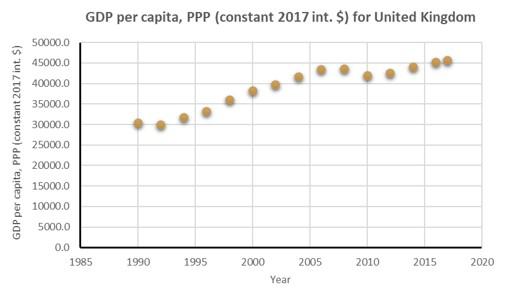 GDP per capita, PPP (constant 2017 int. $) for United Kingdom
GDP per capita, PPP (constant 2017 int. $)
50000.0
45000.0
40000.0
35000.0
30000.0
25000.0
20000.0
15000.0
10000.0
5000.0
0.0
1985 1990 1995 2000 2005 2010 2015 2020
Year